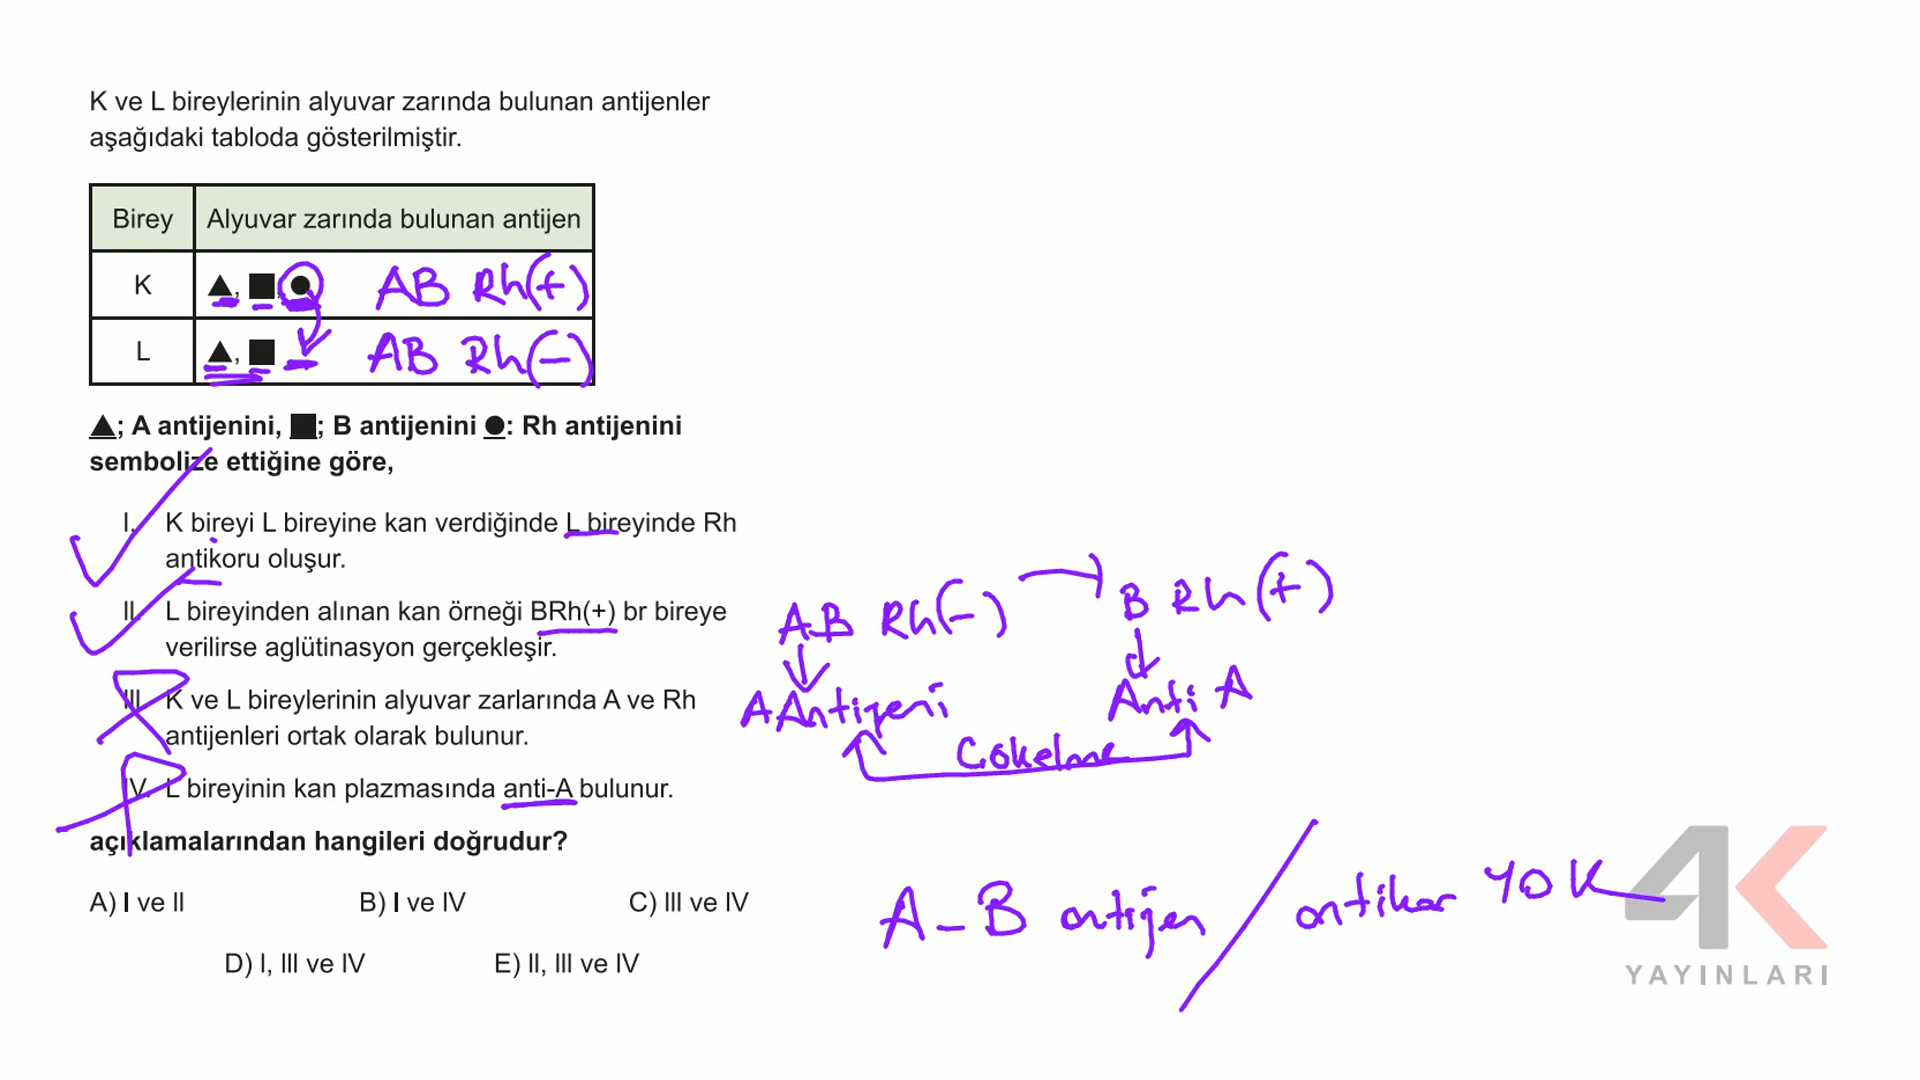 K ve L bireylerinin alyuvar zarında bulunan antijenler
aşağıdaki tabloda gösterilmiştir.
Birey Alyuvar zarında bulunan antijen
K ▲, ■ ● AB Rh(+)
L ▲, ■ AB Rh(-)
▲; A antijenini, ■; B antijenini ●: Rh antijenini
sembolize ettiğine göre,
I. K bireyi L bireyine kan verdiğinde L bireyinde Rh
antikoru oluşur.
II. L bireyinden alınan kan örneği BRh(+) br bireye
verilirse aglütinasyon gerçekleşir.
III. K ve L bireylerinin alyuvar zarlarında A ve Rh
antijenleri ortak olarak bulunur.
IV. L bireyinin kan plazmasında anti-A bulunur.
açıklamalarından hangileri doğrudur?
A) I ve II B) I ve IV C) III ve IV
D) I, III ve IV E) II, III ve IV
AB Rh(-) B Rh(+)
A Antijeni Anti A
Çökelme
A-B antijen / antikor YOK
4K
YAYINLARI